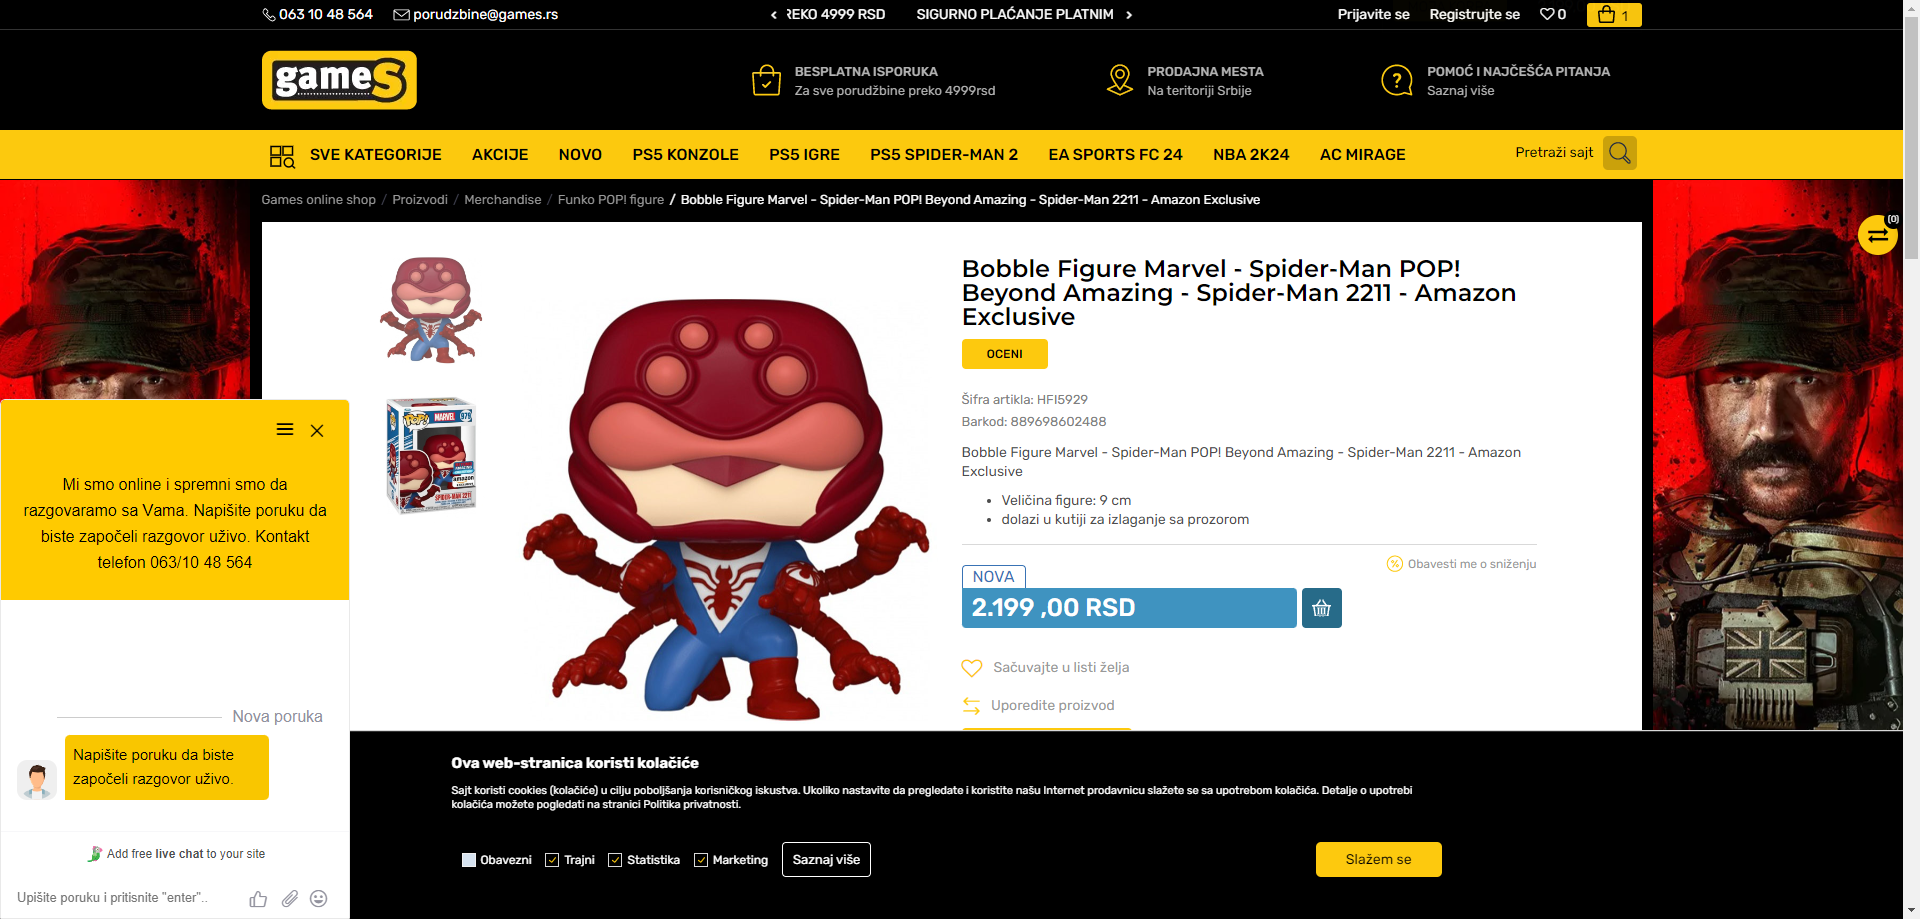 063 10 48 564
porudzbine@games.rs
REKO 4999 RSD
SIGURNO PLAĆANJE PLATNIM
Prijavite se
Registrujte se
0
1
gameS
BESPLATNA ISPORUKA
Za sve porudžbine preko 4999rsd
PRODAJNA MESTA
Na teritoriji Srbije
POMOĆ I NAJČEŠĆA PITANJA
Saznaj više
SVE KATEGORIJE
AKCIJE
NOVO
PS5 KONZOLE
PS5 IGRE
PS5 SPIDER-MAN 2
EA SPORTS FC 24
NBA 2K24
AC MIRAGE
Pretraži sajt
Games online shop / Proizvodi / Merchandise / Funko POP! figure / Bobble Figure Marvel - Spider-Man POP! Beyond Amazing - Spider-Man 2211 - Amazon Exclusive
(0)
Bobble Figure Marvel - Spider-Man POP!
Beyond Amazing - Spider-Man 2211 - Amazon
Exclusive
OCENI
Šifra artikla: HFI5929
Barkod: 889698602488
Bobble Figure Marvel - Spider-Man POP! Beyond Amazing - Spider-Man 2211 - Amazon
Exclusive
• Veličina figure: 9 cm
• dolazi u kutiji za izlaganje sa prozorom
Obavesti me o sniženju
NOVA
2.199 ,00 RSD
Sačuvajte u listi želja
Uporedite proizvod
POP!
MARVEL
979
amazon
SPIDER-MAN 2211
Mi smo online i spremni smo da
razgovaramo sa Vama. Napišite poruku da
biste započeli razgovor uživo. Kontakt
telefon 063/10 48 564
Nova poruka
Napišite poruku da biste
započeli razgovor uživo.
Add free live chat to your site
Upišite poruku i pritisnite "enter"..
Ova web-stranica koristi kolačiće
Sajt koristi cookies (kolačiće) u cilju poboljšanja korisničkog iskustva. Ukoliko nastavite da pregledate i koristite našu Internet prodavnicu slažete se sa upotrebom kolačića. Detalje o upotrebi
kolačića možete pogledati na stranici Politika privatnosti.
Obavezni
Trajni
Statistika
Marketing
Saznaj više
Slažem se